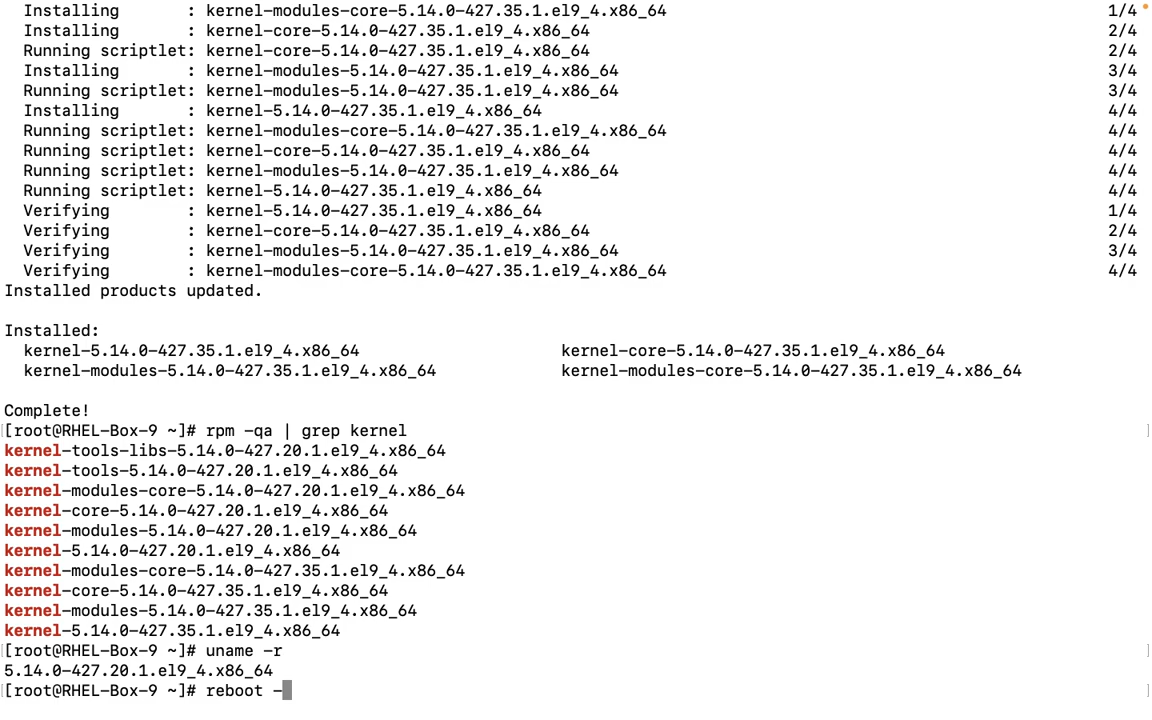 Installing       : kernel-modules-core-5.14.0-427.35.1.el9_4.x86_64 1/4
Installing       : kernel-core-5.14.0-427.35.1.el9_4.x86_64 2/4
Running scriptlet: kernel-core-5.14.0-427.35.1.el9_4.x86_64 2/4
Installing       : kernel-modules-5.14.0-427.35.1.el9_4.x86_64 3/4
Running scriptlet: kernel-modules-5.14.0-427.35.1.el9_4.x86_64 3/4
Installing       : kernel-5.14.0-427.35.1.el9_4.x86_64 4/4
Running scriptlet: kernel-modules-core-5.14.0-427.35.1.el9_4.x86_64 4/4
Running scriptlet: kernel-core-5.14.0-427.35.1.el9_4.x86_64 4/4
Running scriptlet: kernel-modules-5.14.0-427.35.1.el9_4.x86_64 4/4
Running scriptlet: kernel-5.14.0-427.35.1.el9_4.x86_64 4/4
Verifying        : kernel-5.14.0-427.35.1.el9_4.x86_64 1/4
Verifying        : kernel-core-5.14.0-427.35.1.el9_4.x86_64 2/4
Verifying        : kernel-modules-5.14.0-427.35.1.el9_4.x86_64 3/4
Verifying        : kernel-modules-core-5.14.0-427.35.1.el9_4.x86_64 4/4
Installed products updated.
Installed:
kernel-5.14.0-427.35.1.el9_4.x86_64 kernel-core-5.14.0-427.35.1.el9_4.x86_64
kernel-modules-5.14.0-427.35.1.el9_4.x86_64 kernel-modules-core-5.14.0-427.35.1.el9_4.x86_64
Complete!
[root@RHEL-Box-9 ~]# rpm -qa | grep kernel
kernel-tools-libs-5.14.0-427.20.1.el9_4.x86_64
kernel-tools-5.14.0-427.20.1.el9_4.x86_64
kernel-modules-core-5.14.0-427.20.1.el9_4.x86_64
kernel-core-5.14.0-427.20.1.el9_4.x86_64
kernel-modules-5.14.0-427.20.1.el9_4.x86_64
kernel-5.14.0-427.20.1.el9_4.x86_64
kernel-modules-core-5.14.0-427.35.1.el9_4.x86_64
kernel-core-5.14.0-427.35.1.el9_4.x86_64
kernel-modules-5.14.0-427.35.1.el9_4.x86_64
kernel-5.14.0-427.35.1.el9_4.x86_64
[root@RHEL-Box-9 ~]# uname -r
5.14.0-427.20.1.el9_4.x86_64
[root@RHEL-Box-9 ~]# reboot -